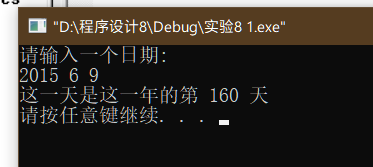 cs
"D:\程序设计8\Debug\实验8 1.exe"
请输入一个日期:
2015 6 9
这一天是这一年的第 160 天
请按任意键继续. . .